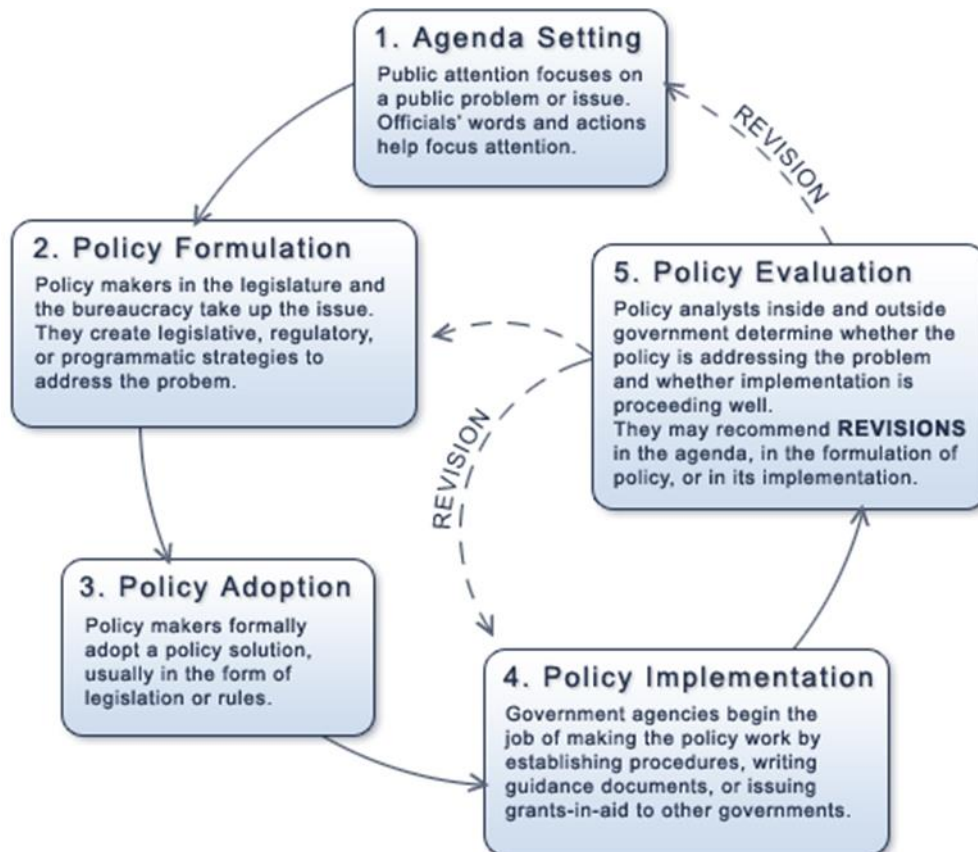 1. Agenda Setting
Public attention focuses on
a public problem or issue.
Officials' words and actions
help focus attention.
REVISION
2. Policy Formulation
Policy makers in the legislature and
the bureaucracy take up the issue.
They create legislative, regulatory,
or programmatic strategies to
address the probem.
5. Policy Evaluation
Policy analysts inside and outside
government determine whether the
policy is addressing the problem
and whether implementation is
proceeding well.
They may recommend REVISIONS
in the agenda, in the formulation of
policy, or in its implementation.
REVISION
3. Policy Adoption
Policy makers formally
adopt a policy solution,
usually in the form of
legislation or rules.
4. Policy Implementation
Government agencies begin the
job of making the policy work by
establishing procedures, writing
guidance documents, or issuing
grants-in-aid to other governments.